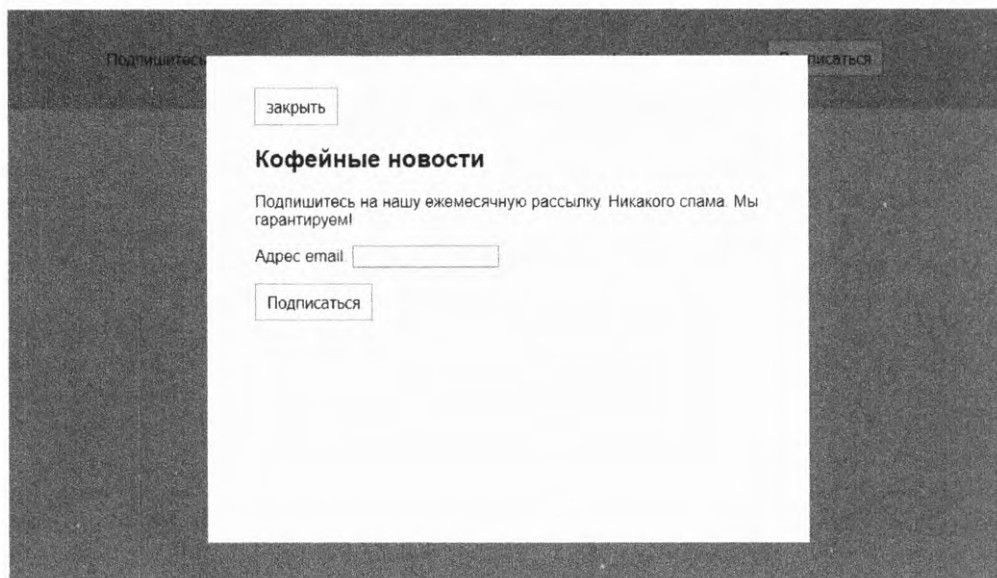 Подпишитесь
закрыть
Кофейные новости
Подпишитесь на нашу ежемесячную рассылку. Никакого спама. Мы
гарантируем!
Адрес email
Подписаться